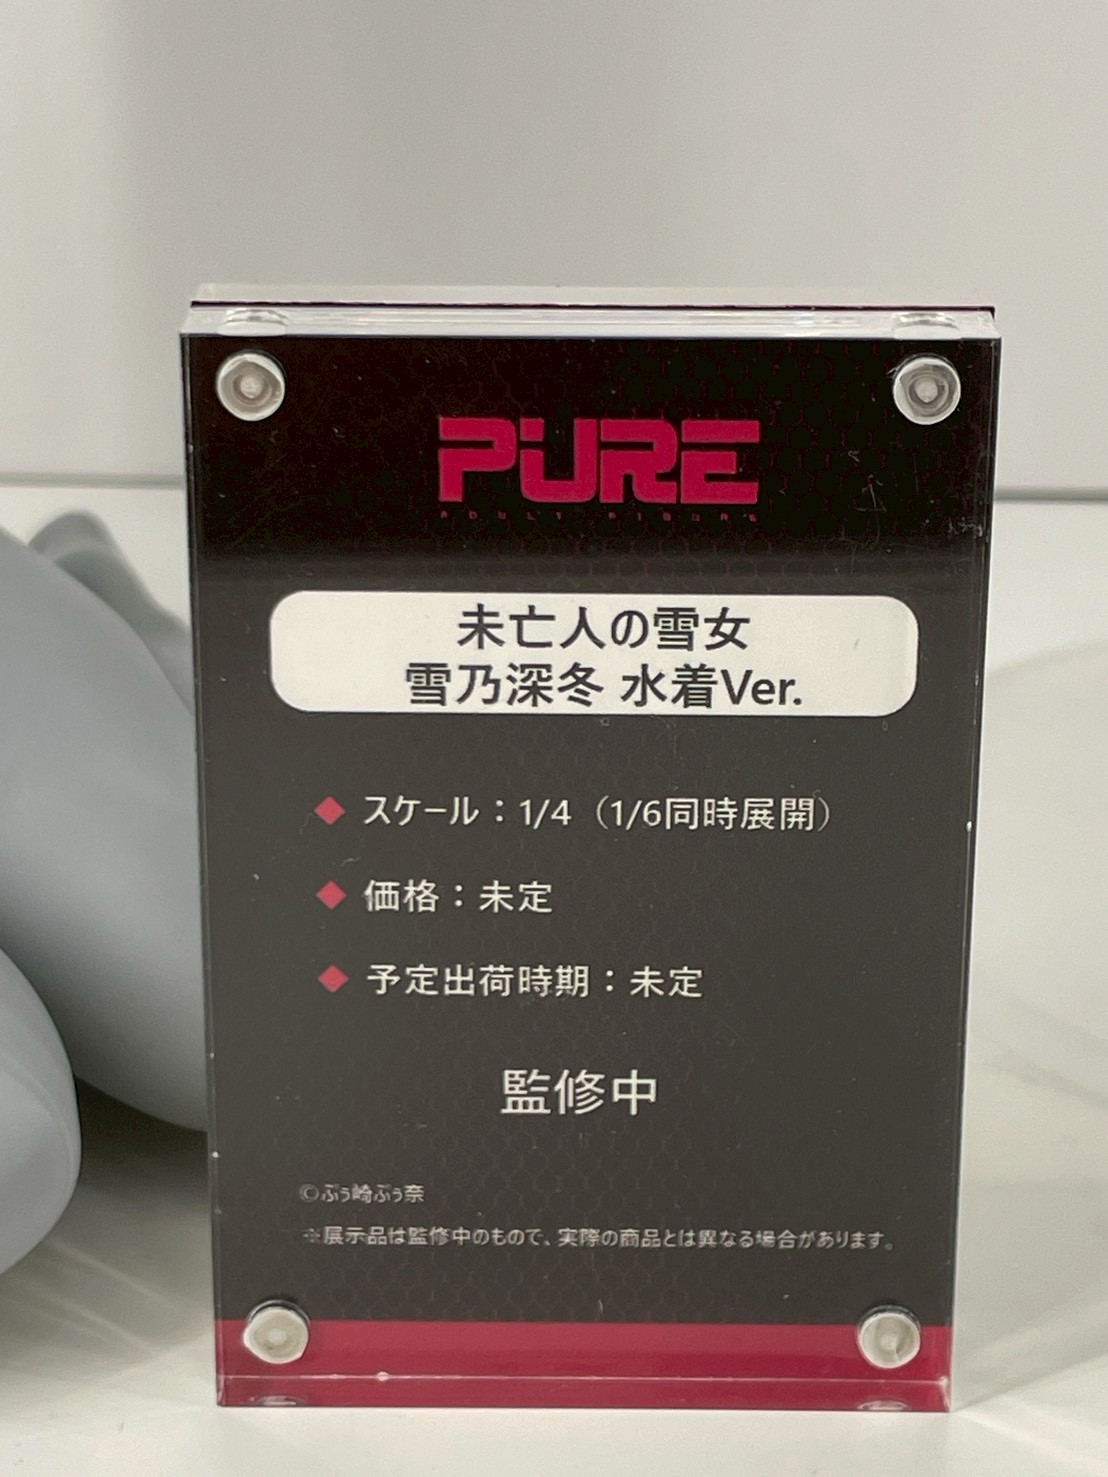 PURE
ADULT FIGURE
未亡人の雪女
雪乃深冬 水着Ver.
◆ スケール：1/4（1/6同時展開）
◆ 価格：未定
◆ 予定出荷時期：未定
監修中
©ぶぅ崎ぶぅ奈
※展示品は監修中のもので、実際の商品とは異なる場合があります。